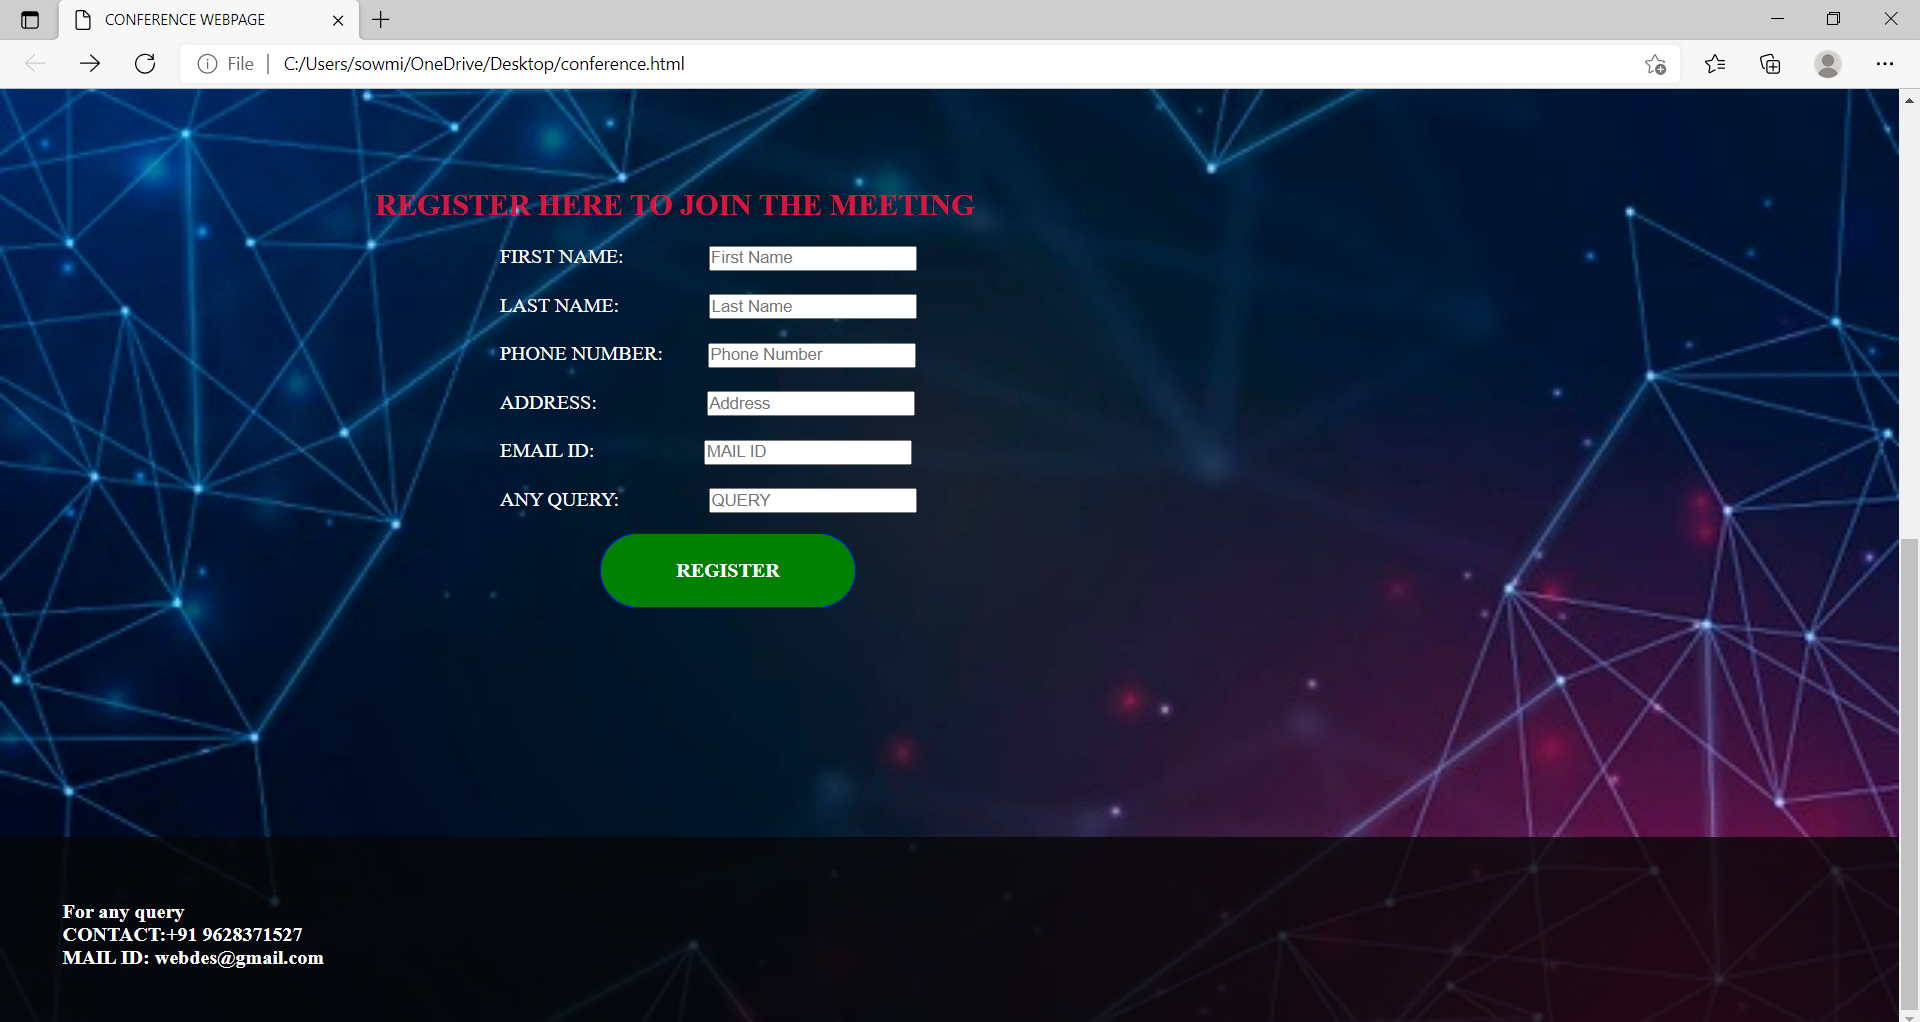 CONFERENCE WEBPAGE
File | C:/Users/sowmi/OneDrive/Desktop/conference.html
REGISTER HERE TO JOIN THE MEETING
FIRST NAME: First Name
LAST NAME: Last Name
PHONE NUMBER: Phone Number
ADDRESS: Address
EMAIL ID: MAIL ID
ANY QUERY: QUERY
REGISTER
For any query
CONTACT:+91 9628371527
MAIL ID: webdes@gmail.com